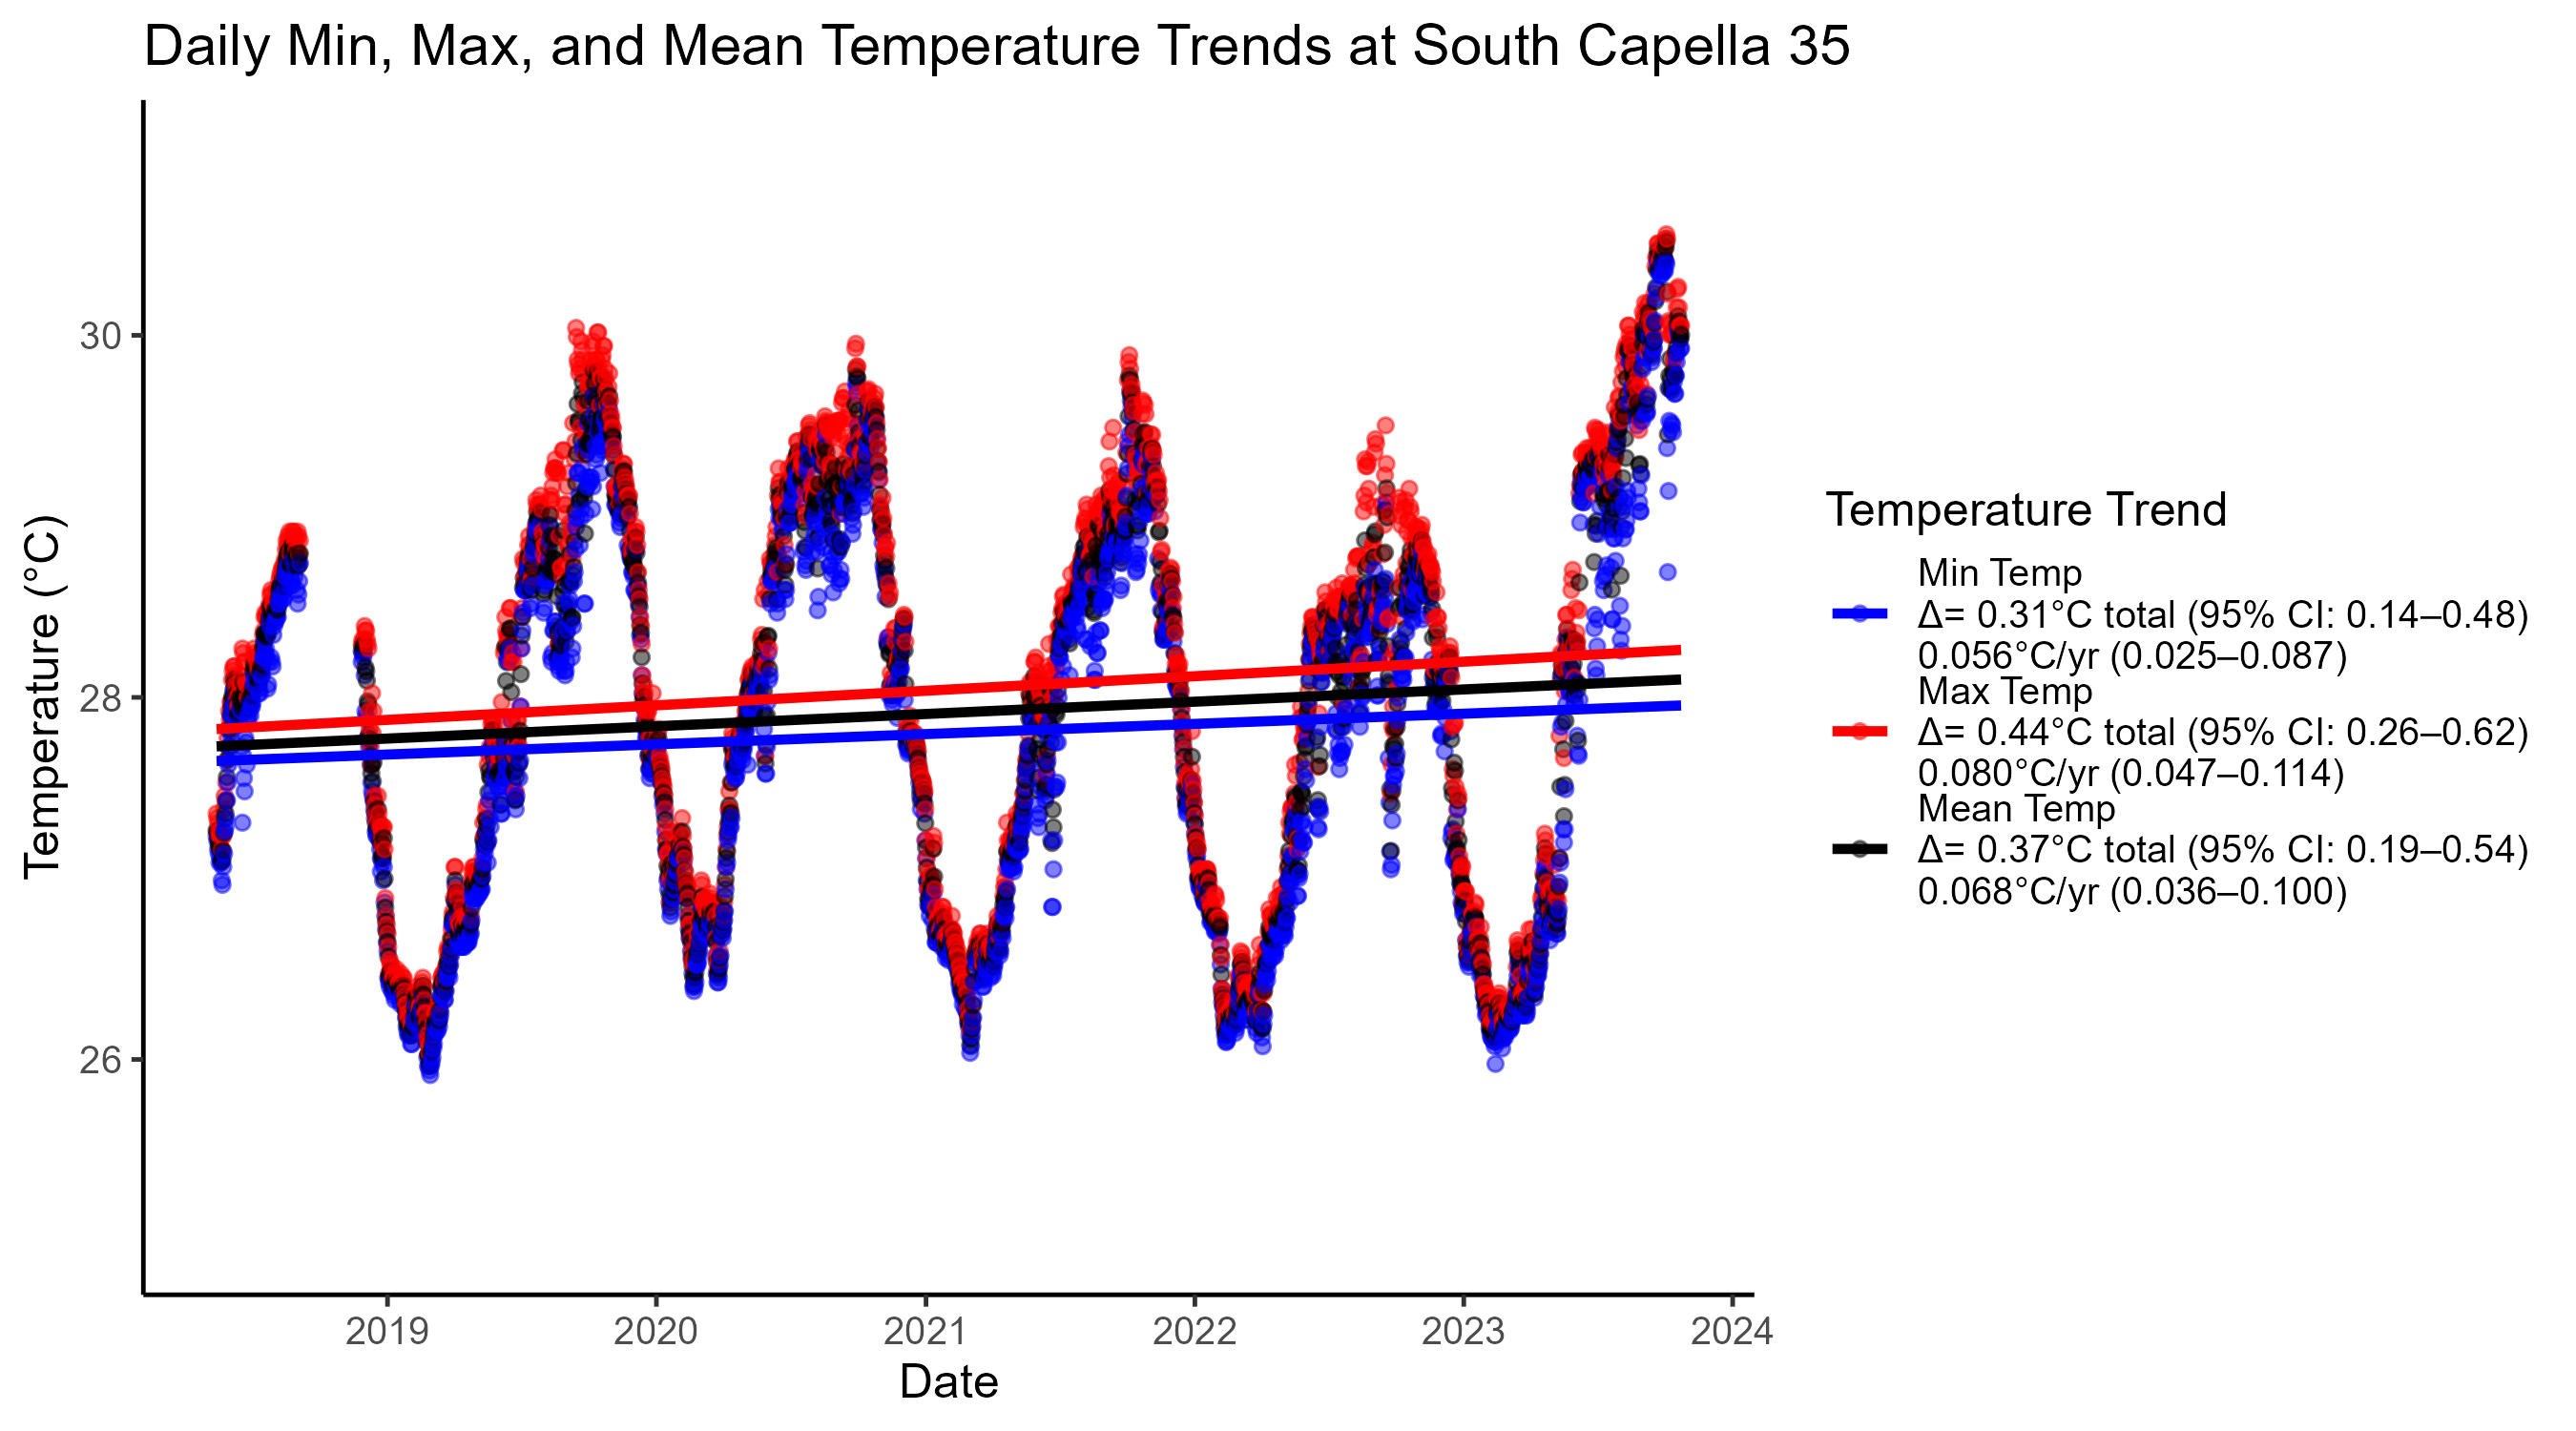 Daily Min, Max, and Mean Temperature Trends at South Capella 35
Temperature (°C)
30
28
26
2019
2020
2021
2022
2023
2024
Date
Temperature Trend
Min Temp
Δ= 0.31°C total (95% CI: 0.14–0.48)
0.056°C/yr (0.025–0.087)
Max Temp
Δ= 0.44°C total (95% CI: 0.26–0.62)
0.080°C/yr (0.047–0.114)
Mean Temp
Δ= 0.37°C total (95% CI: 0.19–0.54)
0.068°C/yr (0.036–0.100)